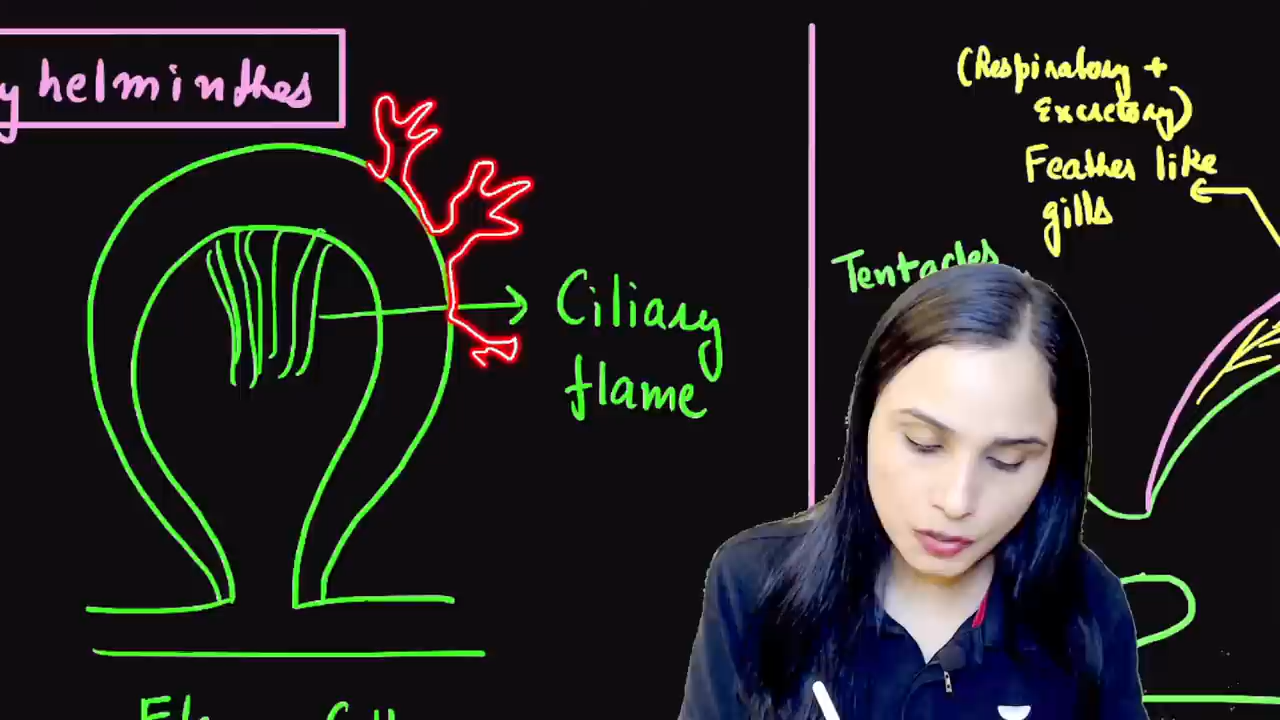 y helminthes
Ciliary
flame
(Respiratory +
Excretory)
Feather like
gills
Tentacles